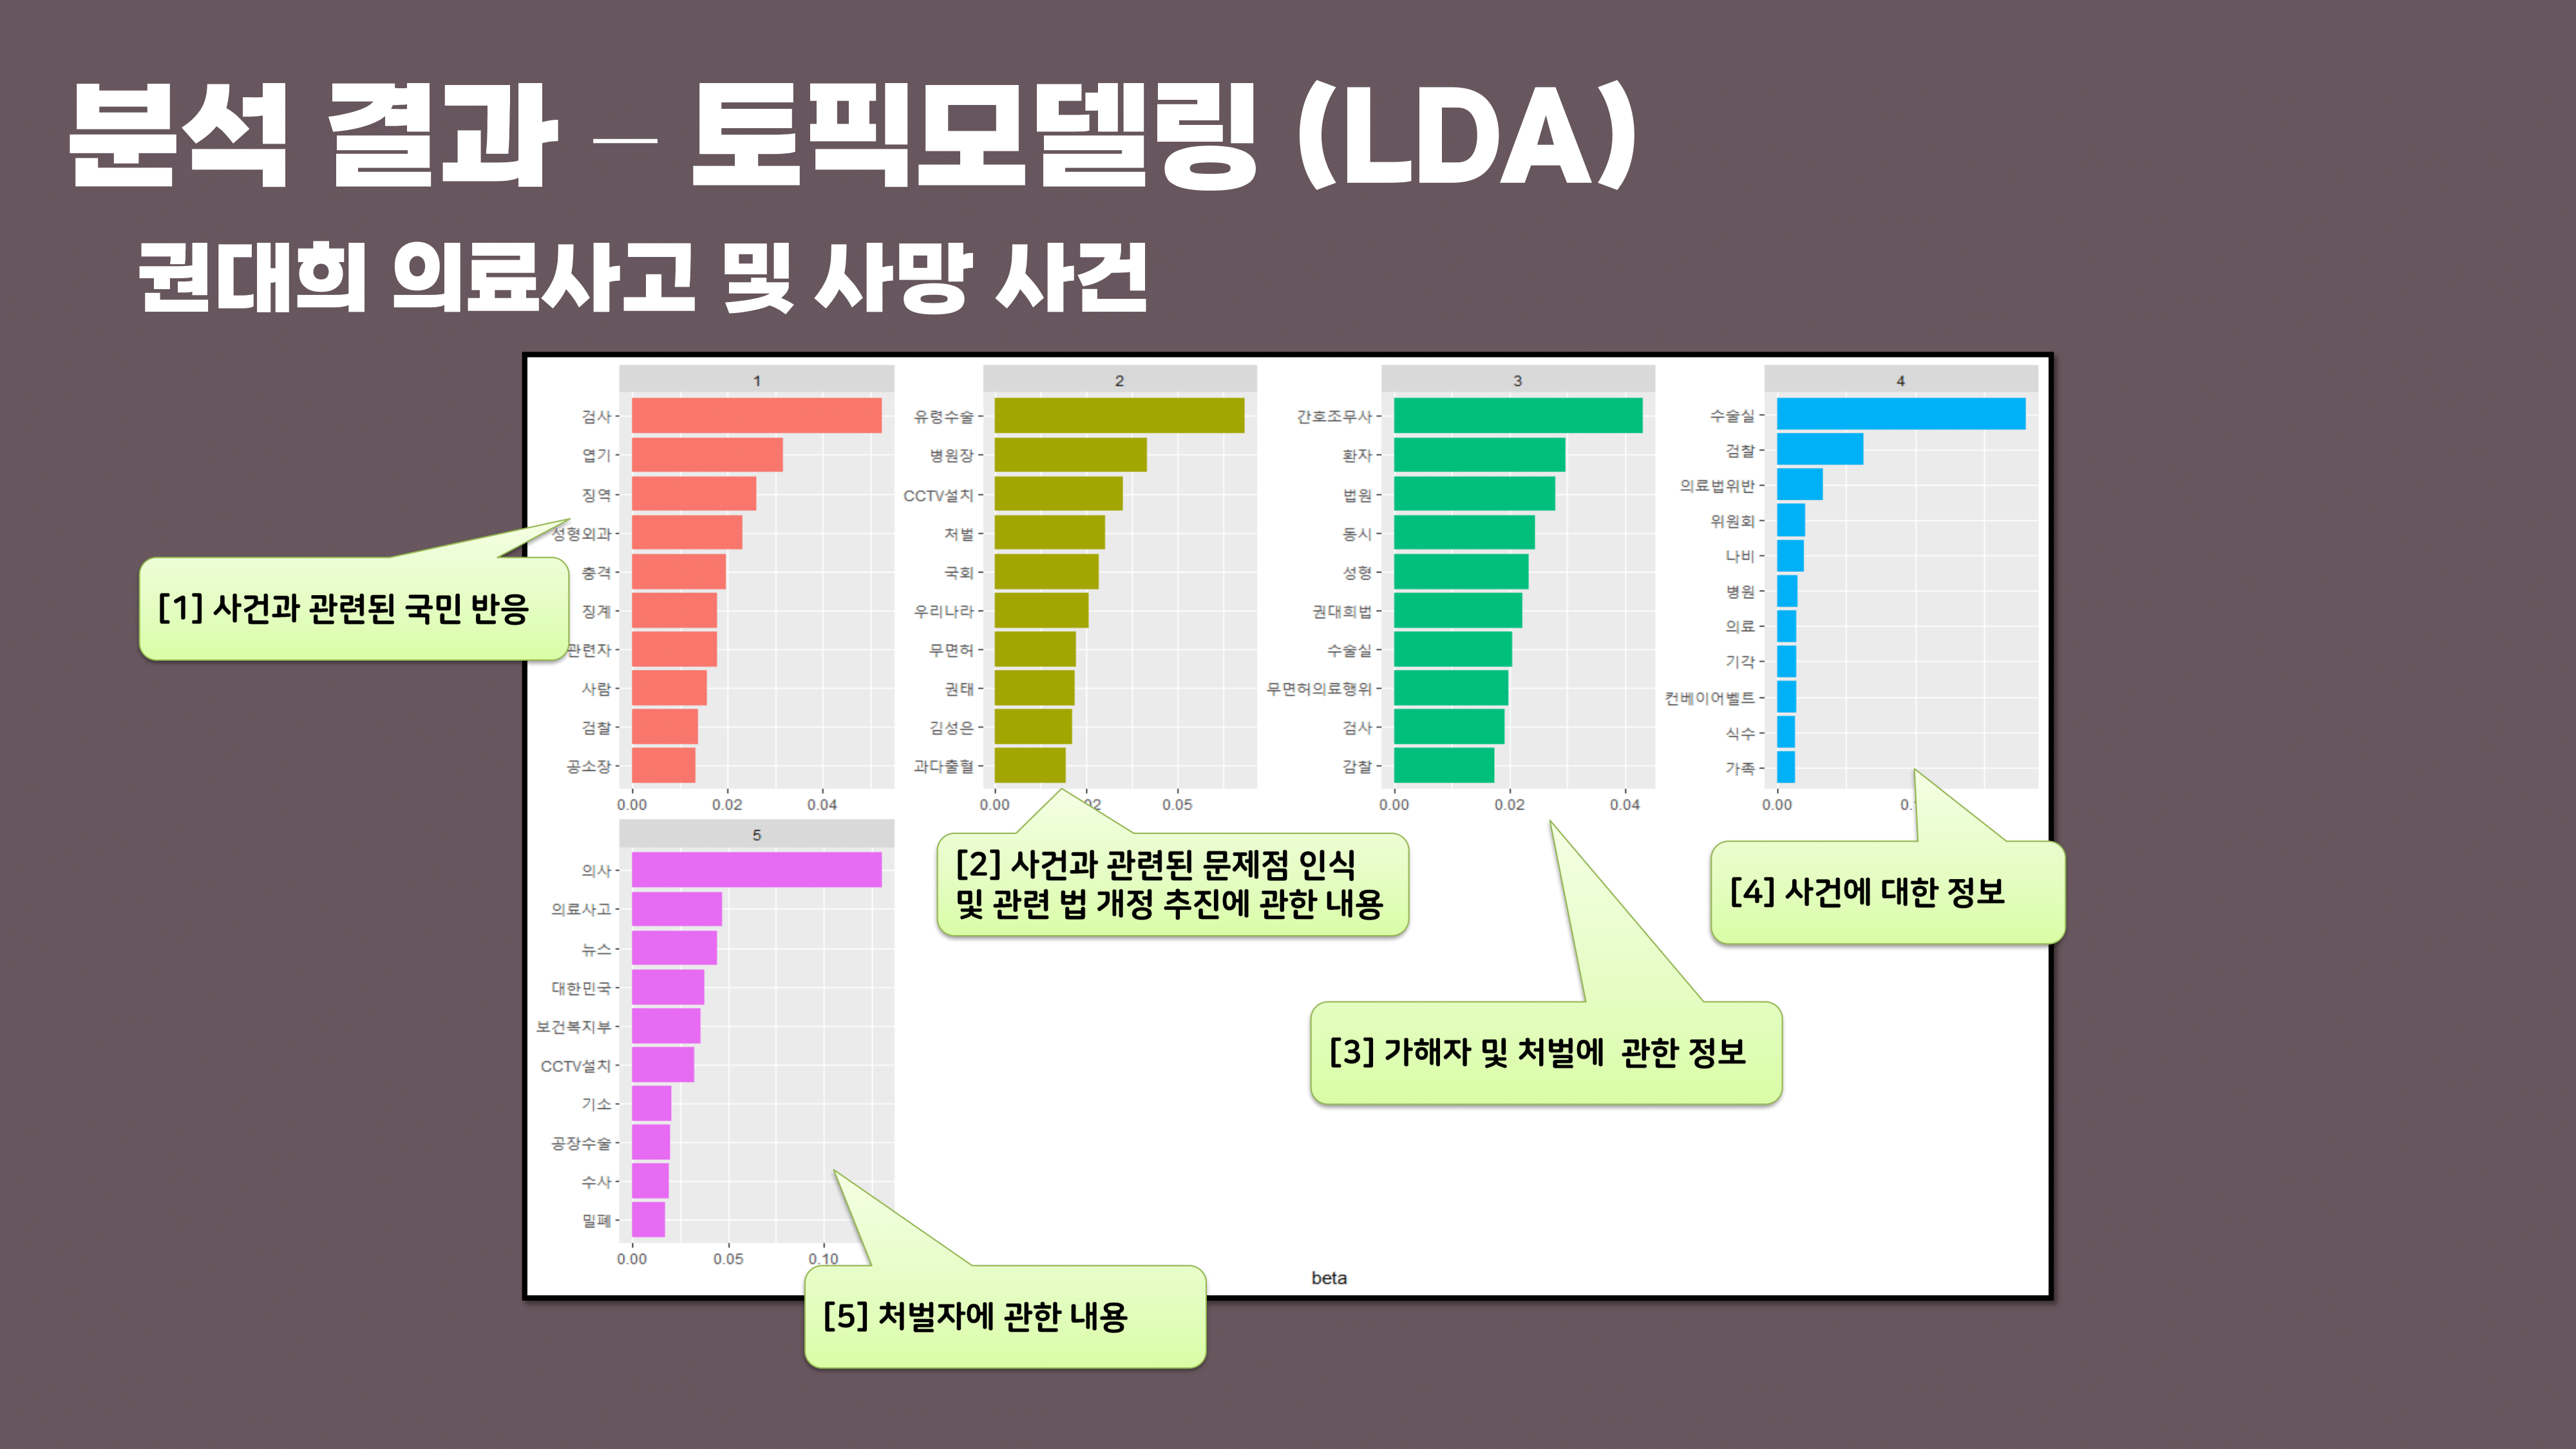 분석 결과 – 토픽모델링 (LDA)
권대희 의료사고 및 사망 사건
1
검사
엽기
징역
성형외과
충격
징계
관련자
사람
검찰
공소장
0.00 0.02 0.04
[1] 사건과 관련된 국민 반응
2
유령수술
병원장
CCTV설치
처벌
국회
우리나라
무면허
권태
김성은
과다출혈
0.00 0.05
[2] 사건과 관련된 문제점 인식
및 관련 법 개정 추진에 관한 내용
3
간호조무사
환자
법원
동시
성형
권대희법
수술실
무면허의료행위
검사
감찰
0.00 0.02 0.04
[3] 가해자 및 처벌에 관한 정보
4
수술실
검찰
의료법위반
위원회
나비
병원
의료
기각
컨베이어벨트
식수
가족
0.00
[4] 사건에 대한 정보
5
의사
의료사고
뉴스
대한민국
보건복지부
CCTV설치
기소
공장수술
수사
밀폐
0.00 0.05 0.10
[5] 처벌자에 관한 내용
beta